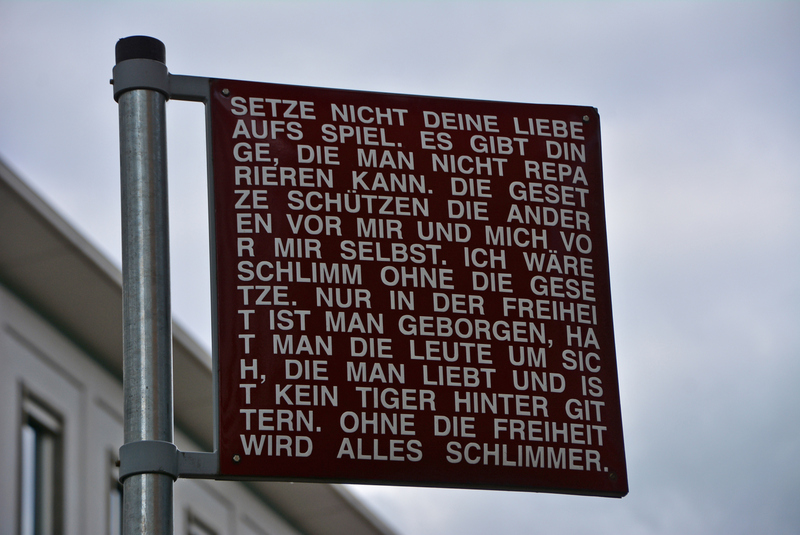 SETZE NICHT DEINE LIEBE
AUFS SPIEL. ES GIBT DIN
GE, DIE MAN NICHT REPA
RIEREN KANN. DIE GESET
ZE SCHÜTZEN DIE ANDER
EN VOR MIR UND MICH VO
R MIR SELBST. ICH WÄRE
SCHLIMM OHNE DIE GESE
TZE. NUR IN DER FREIHEI
T IST MAN GEBORGEN, HA
T MAN DIE LEUTE UM SIC
H, DIE MAN LIEBT UND IS
T KEIN TIGER HINTER GIT
TERN. OHNE DIE FREIHEIT
WIRD ALLES SCHLIMMER.